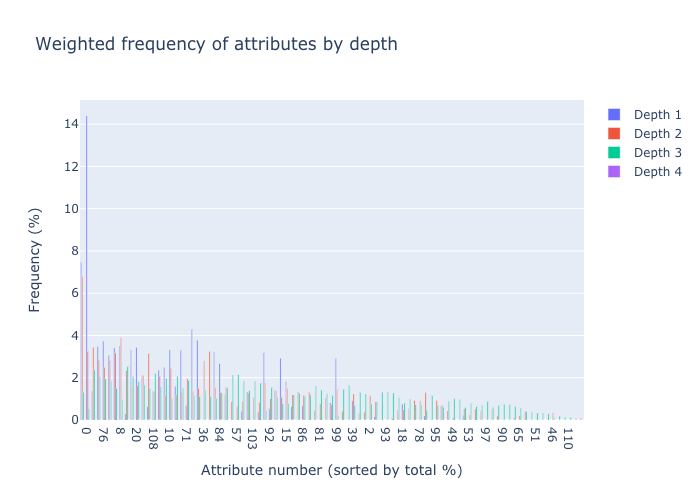 Weighted frequency of attributes by depth
14
12
10
8
6
4
2
0
Frequency (%)
0 76 8 20 108 10 71 36 84 57 103 92 75 86 81 99 39 2 93 18 78 95 49 53 97 90 65 51 46 110
Attribute number (sorted by total %)
Depth 1
Depth 2
Depth 3
Depth 4